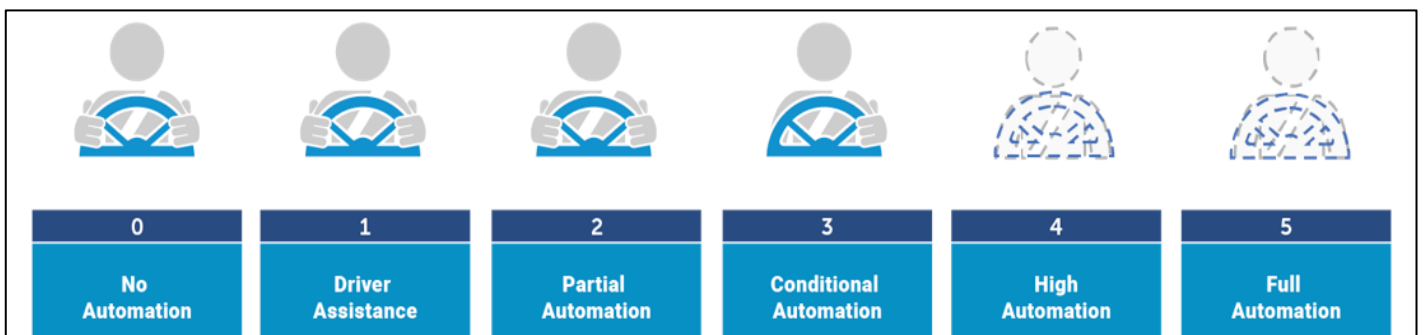 0
No
Automation
1
Driver
Assistance
2
Partial
Automation
3
Conditional
Automation
4
High
Automation
5
Full
Automation